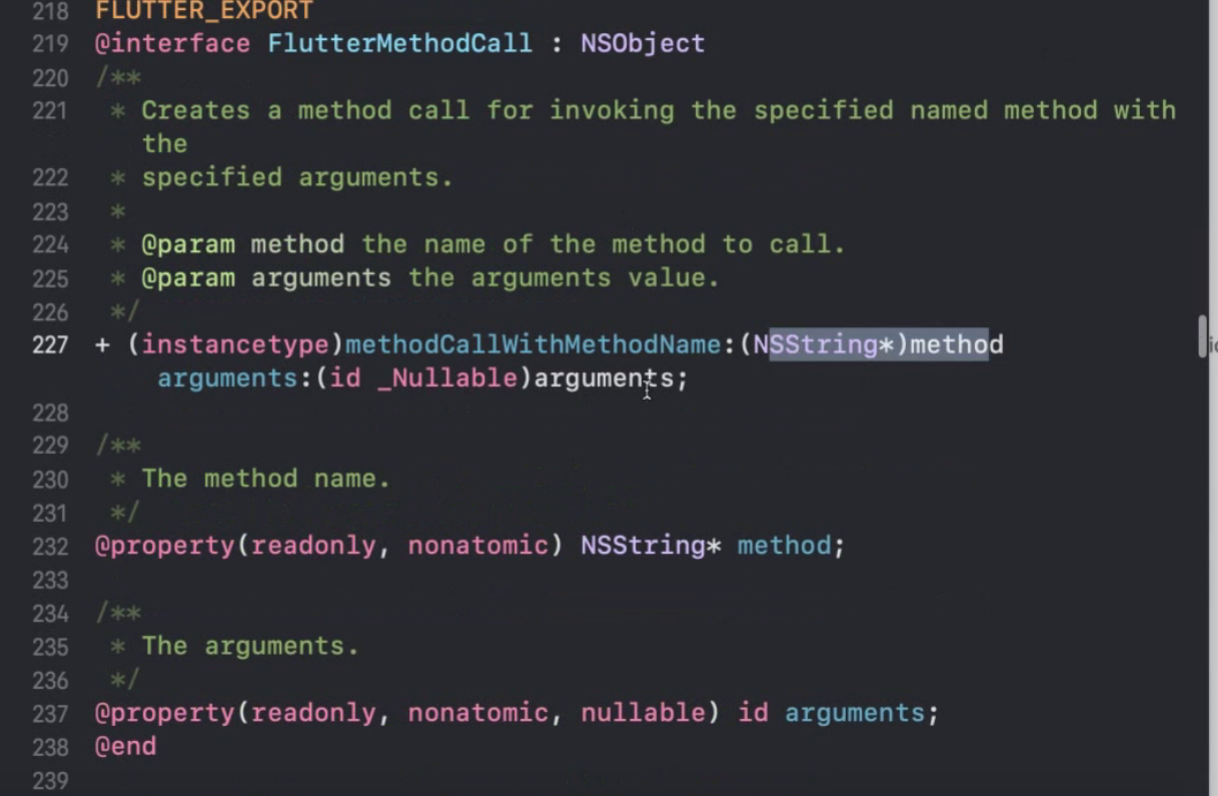 218 FLUTTER_EXPORT
219 @interface FlutterMethodCall : NSObject
220 /**
221 * Creates a method call for invoking the specified named method with
the
222 * specified arguments.
223 *
224 * @param method the name of the method to call.
225 * @param arguments the arguments value.
226 */
227 + (instancetype)methodCallWithMethodName:(NSString*)method
arguments:(id _Nullable)arguments;
228
229 /**
230 * The method name.
231 */
232 @property(readonly, nonatomic) NSString* method;
233
234 /**
235 * The arguments.
236 */
237 @property(readonly, nonatomic, nullable) id arguments;
238 @end
239